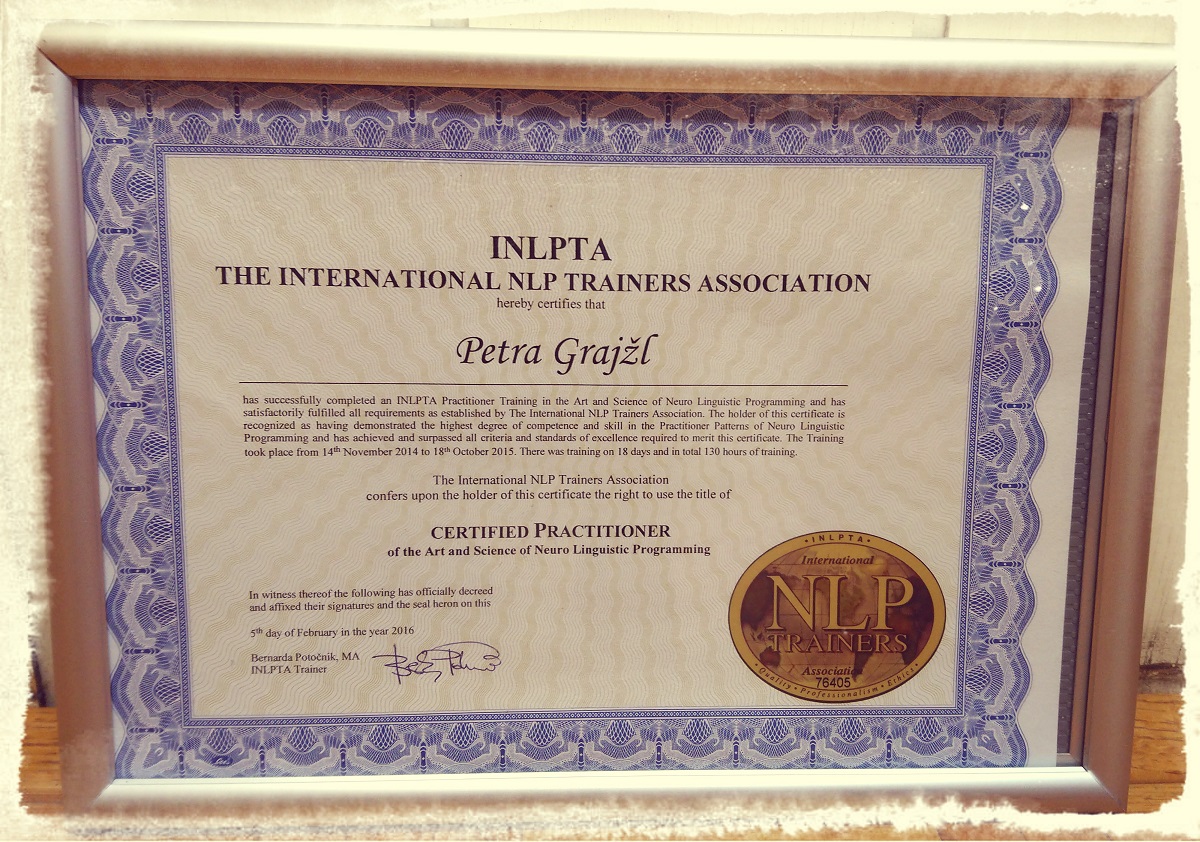 INLPTA
THE INTERNATIONAL NLP TRAINERS ASSOCIATION
hereby certifies that
Petra Grajžl
has successfully completed an INLPTA Practitioner Training in the Art and Science of Neuro Linguistic Programming and has
satisfactorily fulfilled all requirements as established by The International NLP Trainers Association. The holder of this certificate is
recognized as having demonstrated the highest degree of competence and skill in the Practitioner Patterns of Neuro Linguistic
Programming and has achieved and surpassed all criteria and standards of excellence required to merit this certificate. The Training
took place from 14th November 2014 to 18th October 2015. There was training on 18 days and in total 130 hours of training.
The International NLP Trainers Association
confers upon the holder of this certificate the right to use the title of
CERTIFIED PRACTITIONER
of the Art and Science of Neuro Linguistic Programming
In witness thereof the following has officially decreed
and affixed their signatures and the seal heron on this
5th day of February in the year 2016
Bernarda Potočnik, MA
INLPTA Trainer
• INLPTA •
International
NLP
TRAINERS
Associatio
76405
• Quality • Professionalism • Ethics •